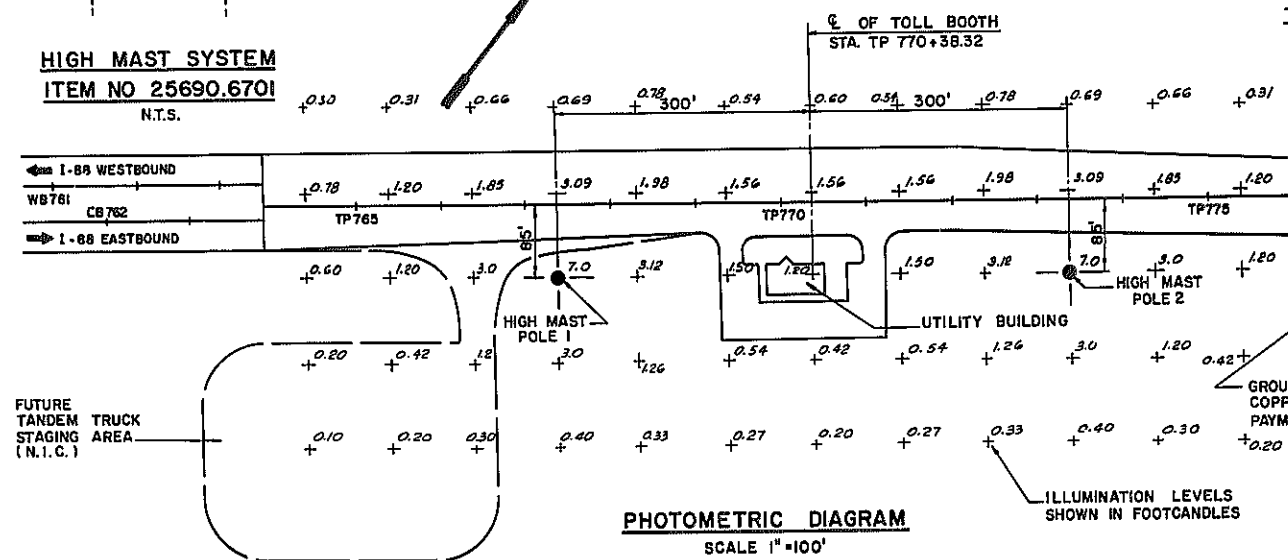 ℄ OF TOLL BOOTH
STA. TP 770+38.32
HIGH MAST SYSTEM
ITEM NO 25690.6701
N.T.S.
0.30 0.31 0.66 0.69 0.78 0.54 0.60 0.54 0.78 0.69 0.66 0.31
300' 300'
I-88 WESTBOUND
WB781
CB762
I-88 EASTBOUND
0.78 1.20 1.85 3.09 1.98 1.56 1.56 1.56 1.98 3.09 1.85 1.20
TP765 TP770 TP775
85' 85'
0.60 1.20 3.0 7.0 3.12 1.50 1.20 1.50 3.12 7.0 3.0 1.20
HIGH MAST
POLE 1
HIGH MAST
POLE 2
UTILITY BUILDING
0.20 0.42 1.2 3.0 1.26 0.54 0.42 0.54 1.26 3.0 1.20 0.42
FUTURE
TANDEM TRUCK
STAGING AREA
(N.I.C.)
GROU
COPP
PAYM
0.10 0.20 0.30 0.40 0.33 0.27 0.20 0.27 0.33 0.40 0.30 0.20
ILLUMINATION LEVELS
SHOWN IN FOOTCANDLES
PHOTOMETRIC DIAGRAM
SCALE 1"=100'